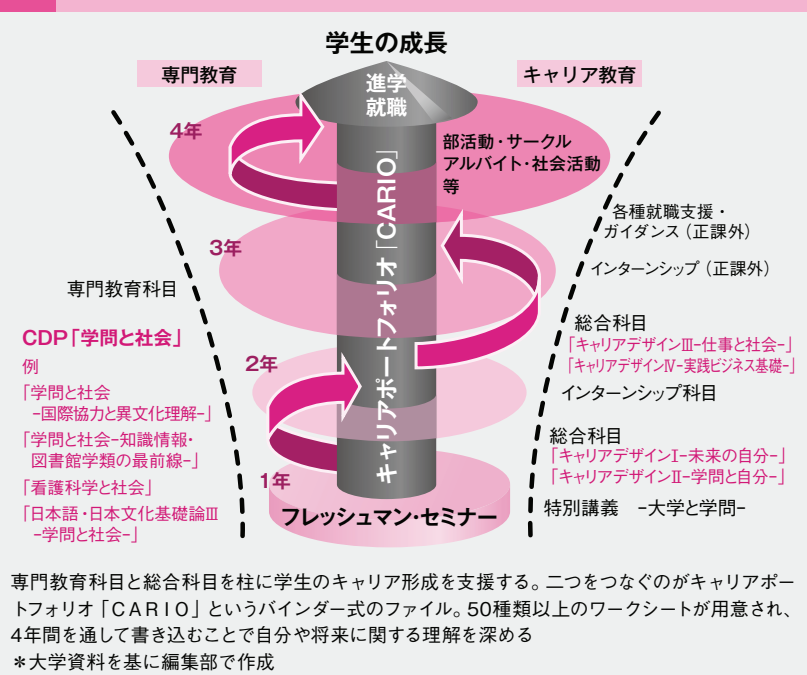 学生の成長
専門教育
キャリア教育
進学
就職
4年
部活動・サークル
アルバイト・社会活動
等
キャリアポートフォリオ「CARIO」
3年
2年
1年
フレッシュマン・セミナー
専門教育科目
CDP「学問と社会」
例
「学問と社会
-国際協力と異文化理解-」
「学問と社会-知識情報・
図書館学類の最前線-」
「看護科学と社会」
「日本語・日本文化基礎論Ⅲ
-学問と社会-」
各種就職支援・
ガイダンス（正課外）
インターンシップ（正課外）
総合科目
「キャリアデザインⅢ-仕事と社会-」
「キャリアデザインⅣ-実践ビジネス基礎-」
インターンシップ科目
総合科目
「キャリアデザインⅠ-未来の自分-」
「キャリアデザインⅡ-学問と自分-」
特別講義　-大学と学問-
専門教育科目と総合科目を柱に学生のキャリア形成を支援する。二つをつなぐのがキャリアポー
トフォリオ「ＣＡＲＩＯ」というバインダー式のファイル。50種類以上のワークシートが用意され、
4年間を通して書き込むことで自分や将来に関する理解を深める
＊大学資料を基に編集部で作成